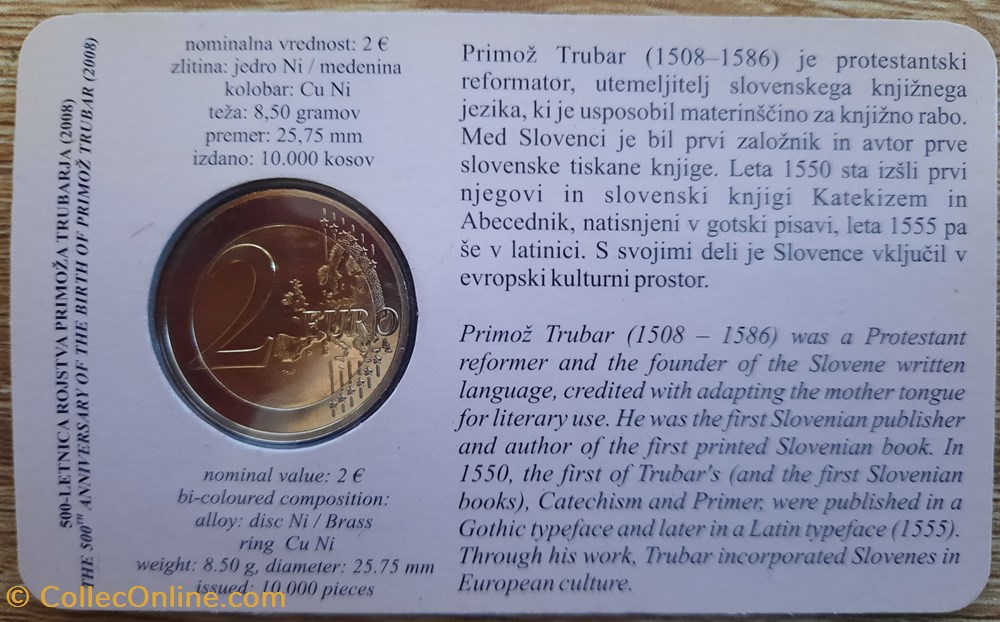 500-LETNICA ROJSTVA PRIMOŽA TRUBARJA (2008)
THE 500TH ANNIVERSARY OF THE BIRTH OF PRIMOŽ TRUBAR (2008)
nominalna vrednost: 2 €
zlitina: jedro Ni / medenina
kolobar: Cu Ni
teža: 8,50 gramov
premer: 25,75 mm
izdano: 10.000 kosov
2 EURO
nominal value: 2 €
bi-coloured composition:
alloy: disc Ni / Brass
ring Cu Ni
weight: 8.50 g, diameter: 25.75 mm
issued: 10 000 pieces
Primož Trubar (1508–1586) je protestantski
reformator, utemeljitelj slovenskega knjižnega
jezika, ki je usposobil materinščino za knjižno rabo.
Med Slovenci je bil prvi založnik in avtor prve
slovenske tiskane knjige. Leta 1550 sta izšli prvi
njegovi in slovenski knjigi Katekizem in
Abecednik, natisnjeni v gotski pisavi, leta 1555 pa
še v latinici. S svojimi deli je Slovence vključil v
evropski kulturni prostor.
Primož Trubar (1508 – 1586) was a Protestant
reformer and the founder of the Slovene written
language, credited with adapting the mother tongue
for literary use. He was the first Slovenian publisher
and author of the first printed Slovenian book. In
1550, the first of Trubar's (and the first Slovenian
books), Catechism and Primer, were published in a
Gothic typeface and later in a Latin typeface (1555).
Through his work, Trubar incorporated Slovenes in
European culture.
© CollecOnline.com